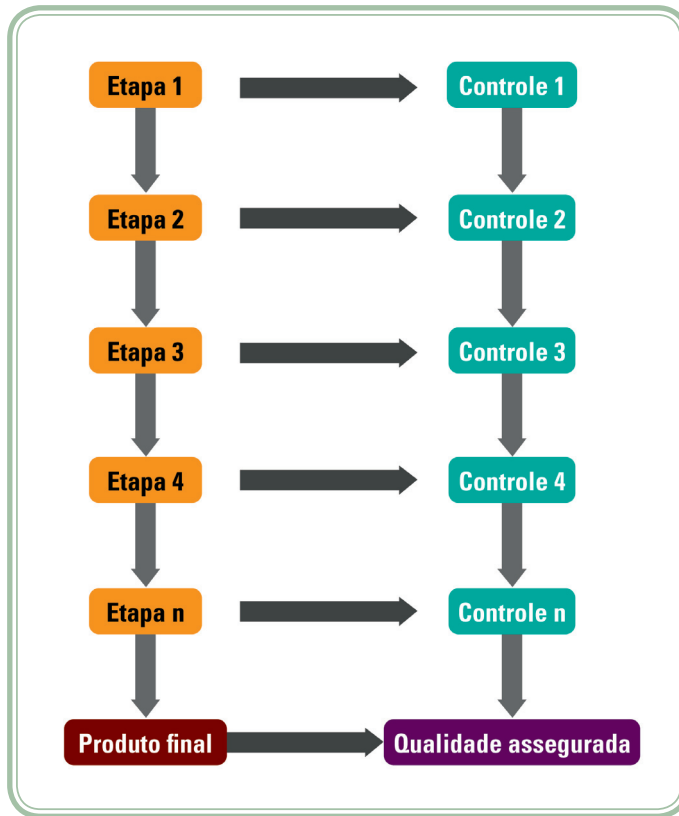 Etapa 1
Controle 1
Etapa 2
Controle 2
Etapa 3
Controle 3
Etapa 4
Controle 4
Etapa n
Controle n
Produto final
Qualidade assegurada